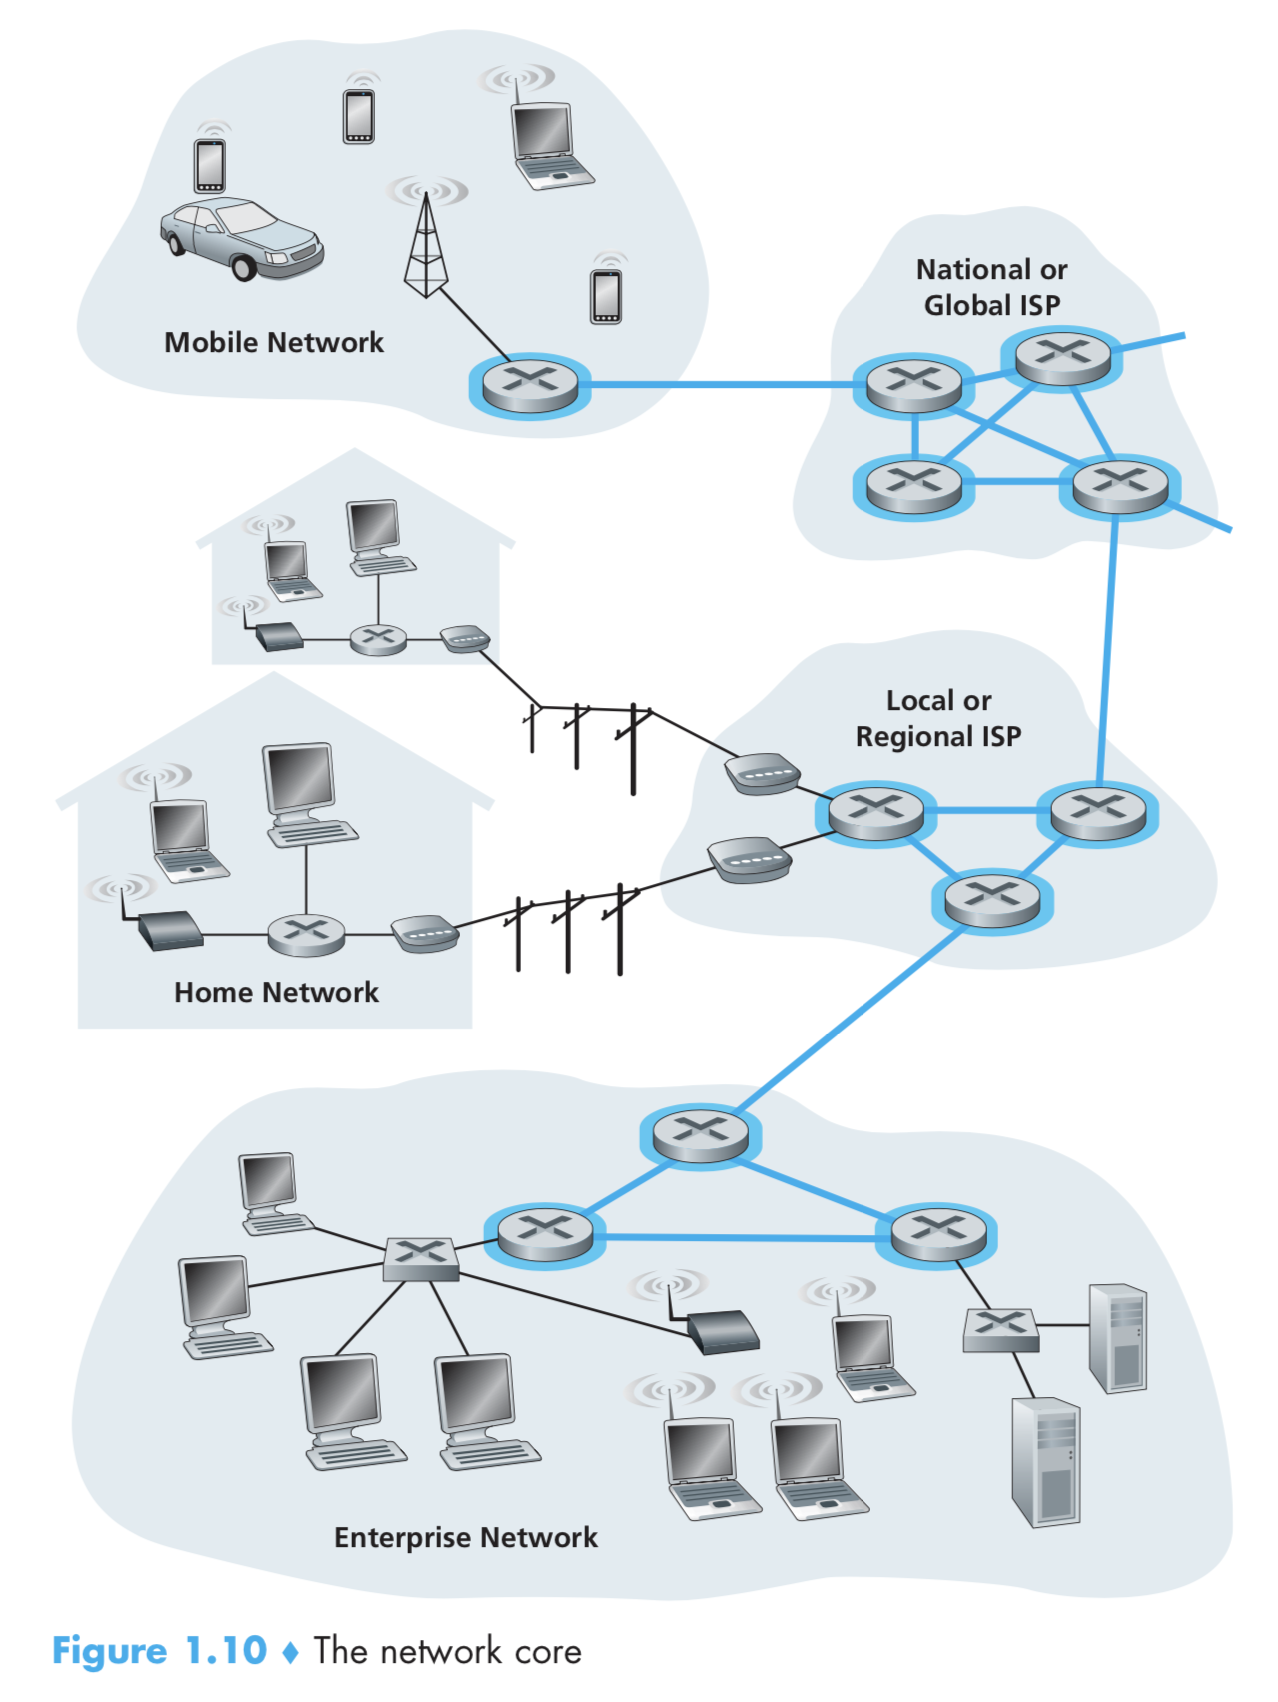 Mobile Network
National or
Global ISP
Local or
Regional ISP
Home Network
Enterprise Network
Figure 1.10 ♦ The network core